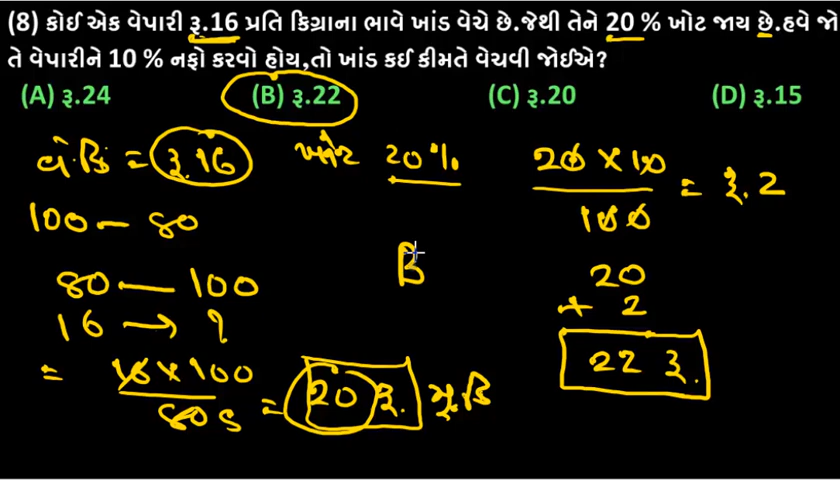 (8) કોઈ એક વેપારી રૂ.16 પ્રતિ કિગ્રાના ભાવે ખાંડ વેચે છે.જેથી તેને 20 % ખોટ જાય છે.હવે જો
તે વેપારીને 10 % નફો કરવો હોય,તો ખાંડ કઈ કીમતે વેચવી જોઈએ?
(A) રૂ.24 (B) રૂ.22 (C) રૂ.20 (D) રૂ.15
વે.કિં = રૂ.16 ખોટ 20%
20 × 10
100
= રૂ. 2
100 — 80
B
80 — 100
16 → ?
20
+ 2
22 રૂ.
= 16 × 100
80 5
= 20 રૂ. મૂ.કિં